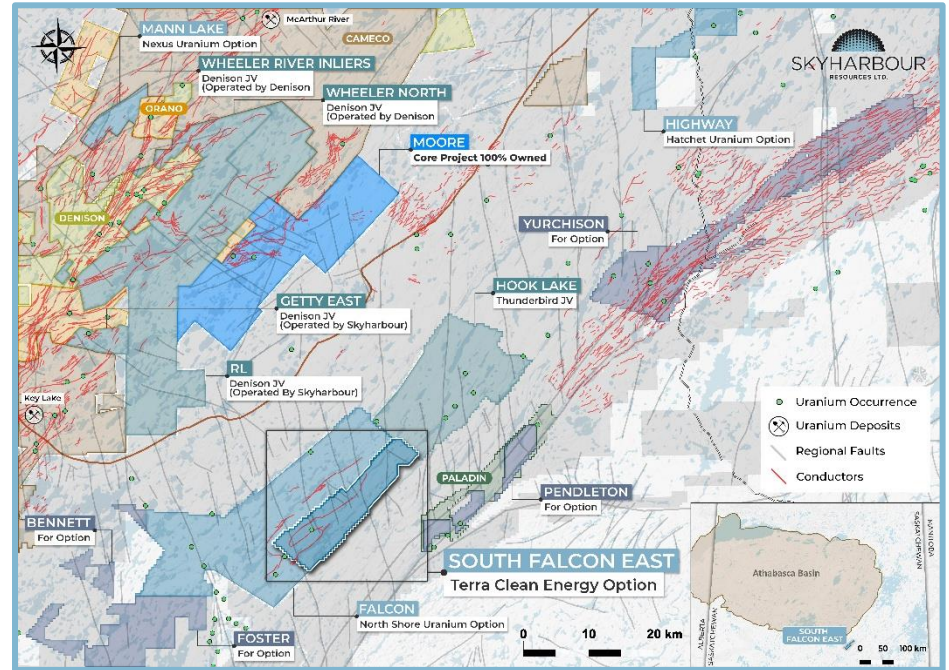 McArthur River
CAMECO
MANN LAKE
Nexus Uranium Option
WHEELER RIVER INLIERS
Denison JV
(Operated by Denison
ORANO
WHEELER NORTH
Denison JV
(Operated by Denison
MOORE
Core Project 100% Owned
SKYHARBOUR
RESOURCES LTD.
HIGHWAY
Hatchet Uranium Option
DENISON
YURCHISON
For Option
GETTY EAST
Denison JV
(Operated by Skyharbour)
HOOK LAKE
Thunderbird JV
RL
Denison JV
(Operated By Skyharbour)
Key Lake
Uranium Occurrence
Uranium Deposits
Regional Faults
Conductors
PALADIN
PENDLETON
For Option
BENNETT
For Option
SOUTH FALCON EAST
Terra Clean Energy Option
FALCON
North Shore Uranium Option
FOSTER
For Option
0 10 20 km
SASKATCHEWAN
MANITODA
Athabasca Basin
ALBERTA
SASKATCHEWAN
SOUTH
FALCON EAST
0 50 100 km